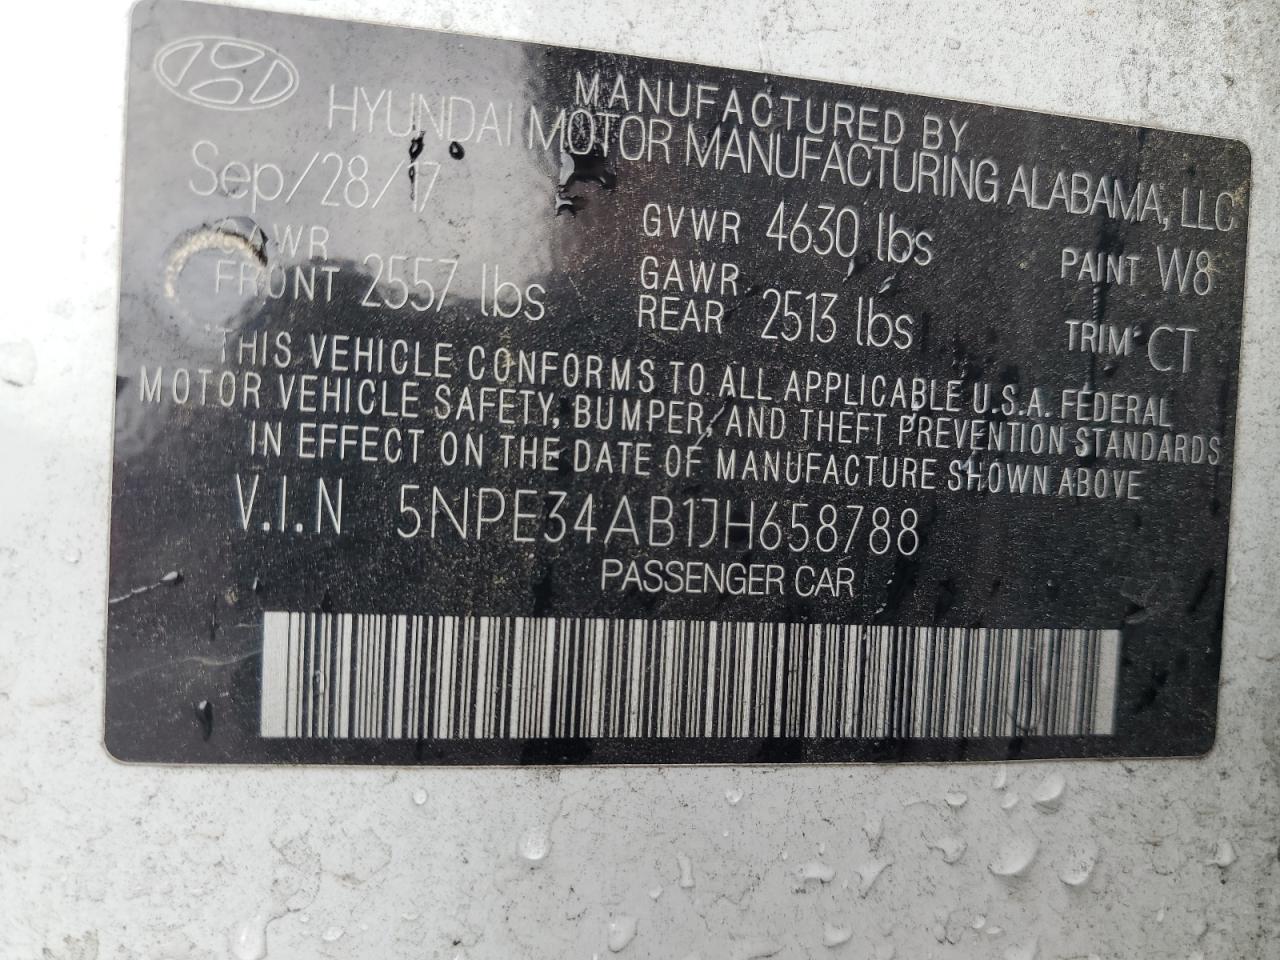 MANUFACTURED BY
HYUNDAI MOTOR MANUFACTURING ALABAMA, LLC
Sep/28/17
GVWR 4630 lbs
PAINT W8
GAWR FRONT 2557 lbs
GAWR REAR 2513 lbs
TRIM CT
THIS VEHICLE CONFORMS TO ALL APPLICABLE U.S.A. FEDERAL
MOTOR VEHICLE SAFETY, BUMPER, AND THEFT PREVENTION STANDARDS
IN EFFECT ON THE DATE OF MANUFACTURE SHOWN ABOVE
V.I.N 5NPE34AB1JH658788
PASSENGER CAR